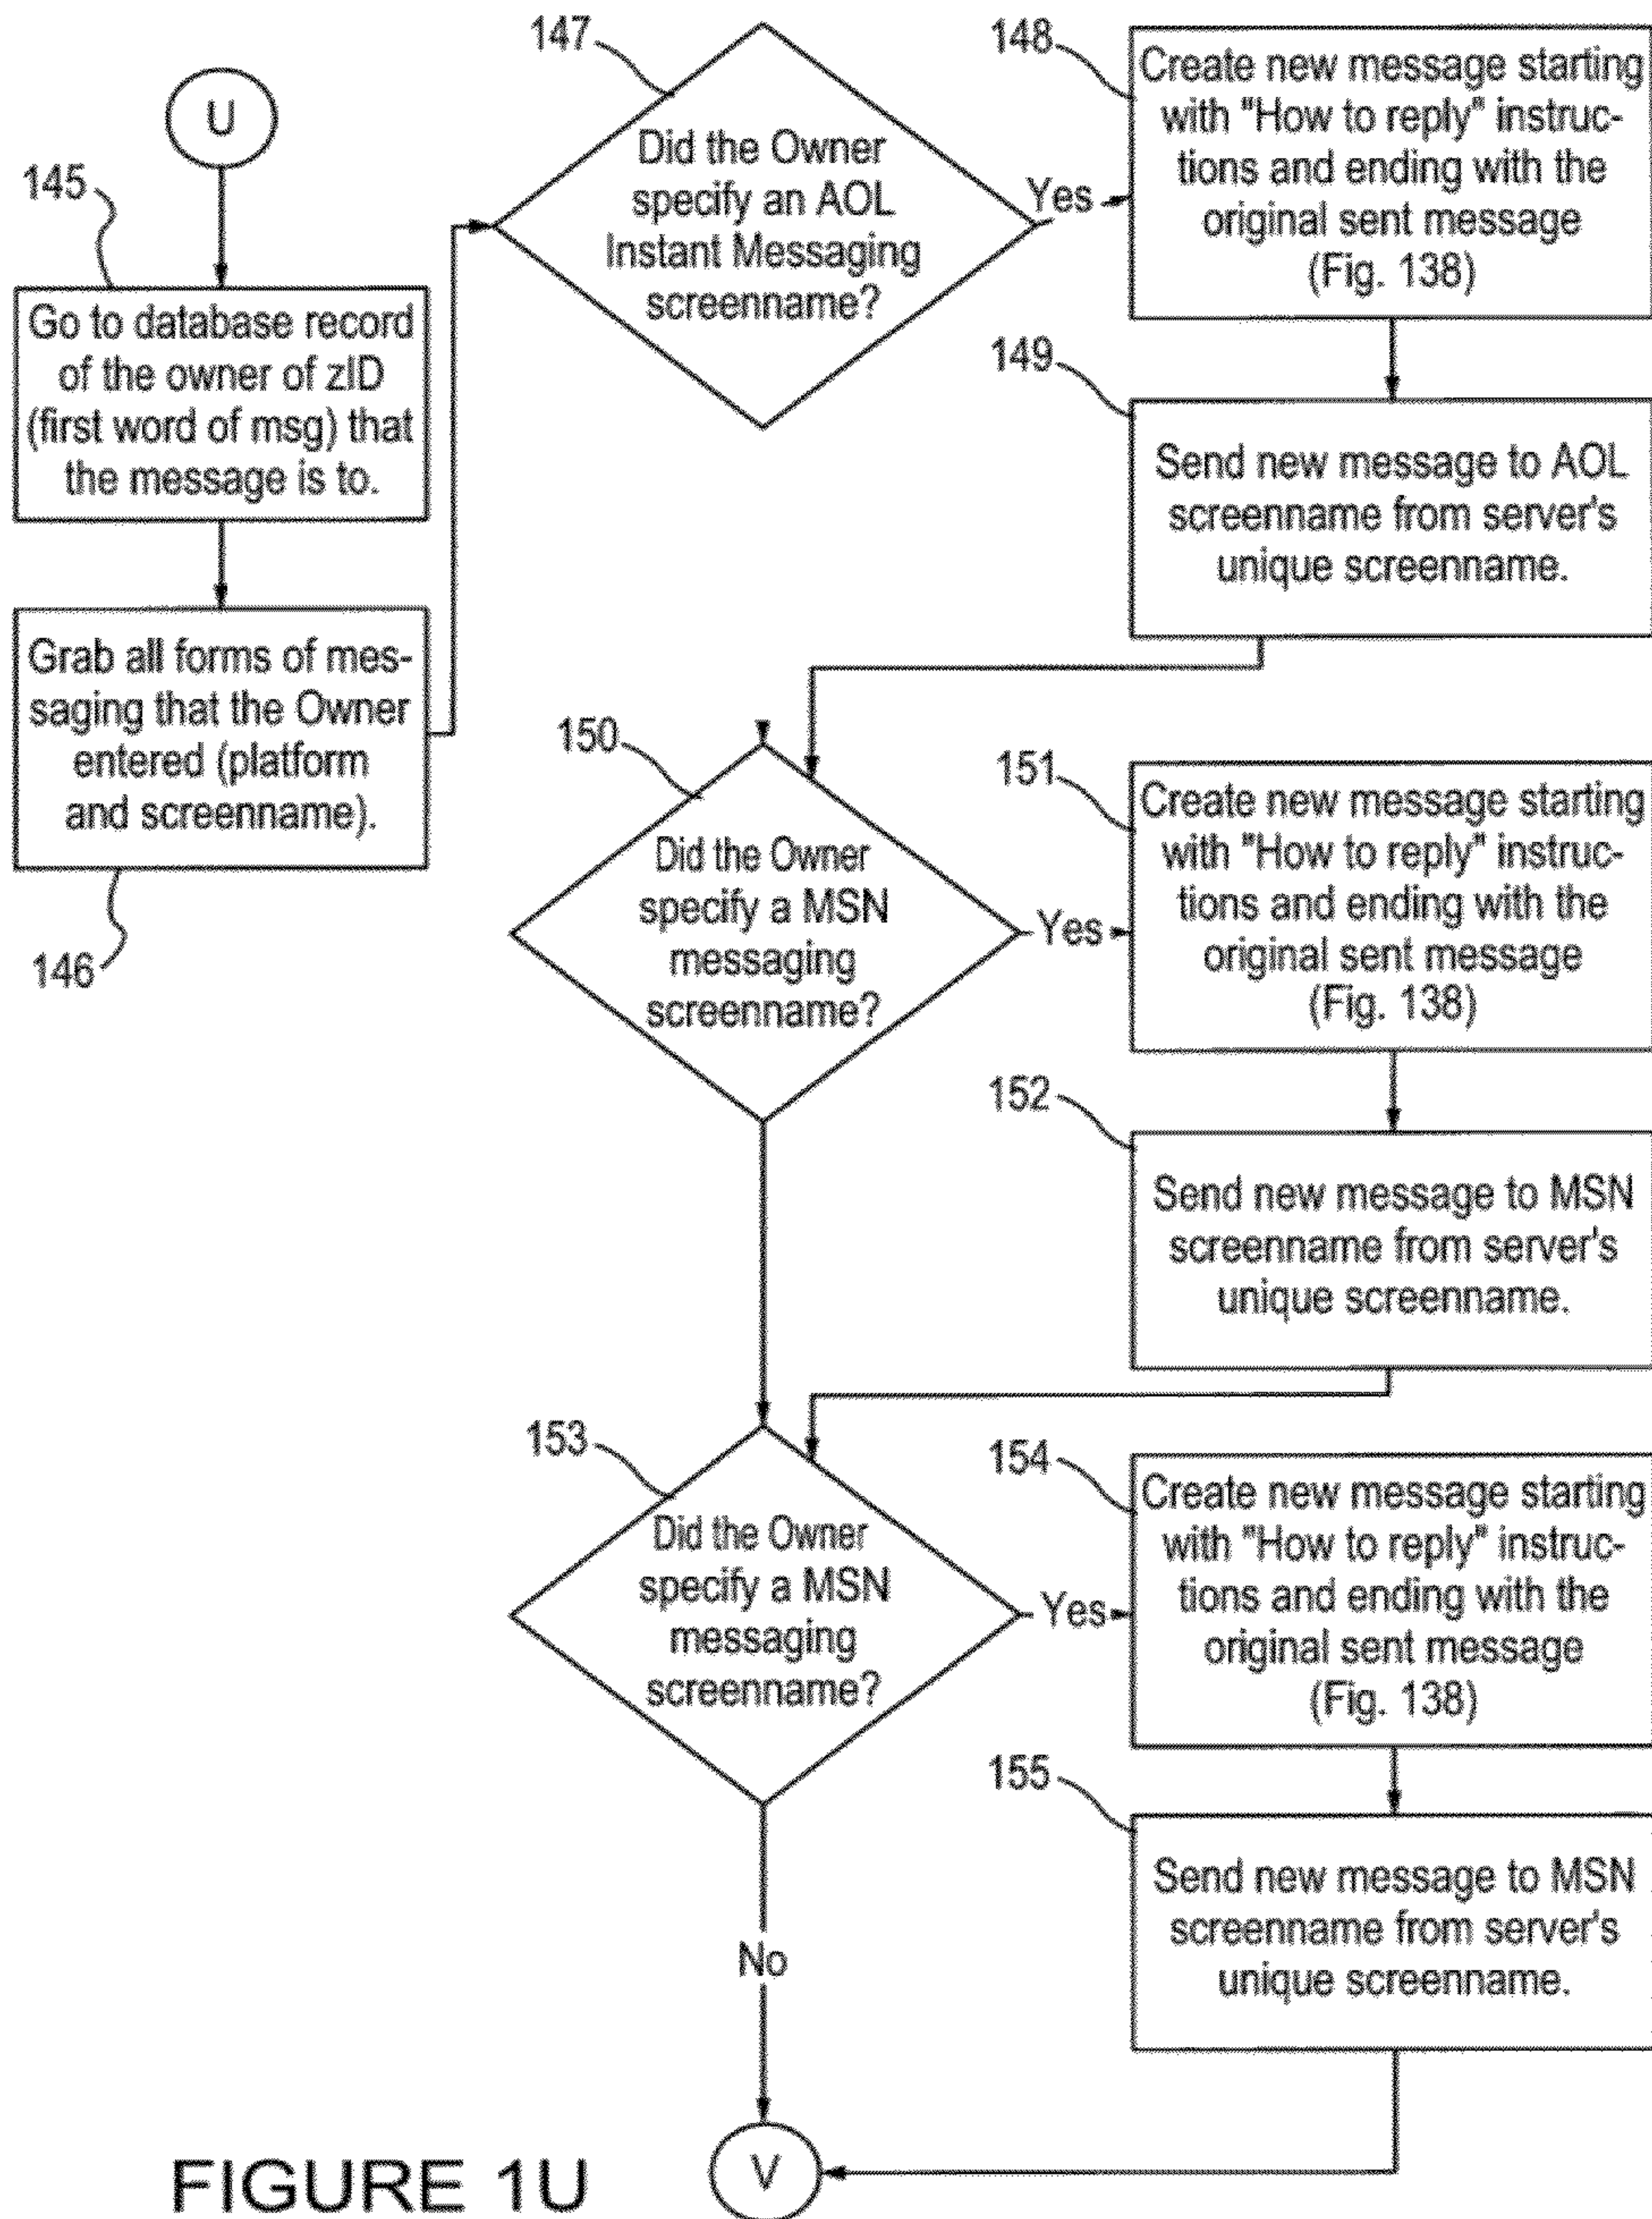 U
145
Go to database record
of the owner of zID
(first word of msg) that
the message is to.
Grab all forms of mes-
saging that the Owner
entered (platform
and screenname).
146
147
Did the Owner
specify an AOL
Instant Messaging
screenname?
Yes
148
Create new message starting
with "How to reply" instruc-
tions and ending with the
original sent message
(Fig. 138)
149
Send new message to AOL
screenname from server's
unique screenname.
150
Did the Owner
specify a MSN
messaging
screenname?
Yes
151
Create new message starting
with "How to reply" instruc-
tions and ending with the
original sent message
(Fig. 138)
152
Send new message to MSN
screenname from server's
unique screenname.
153
Did the Owner
specify a MSN
messaging
screenname?
Yes
154
Create new message starting
with "How to reply" instruc-
tions and ending with the
original sent message
(Fig. 138)
155
Send new message to MSN
screenname from server's
unique screenname.
No
V
FIGURE 1U